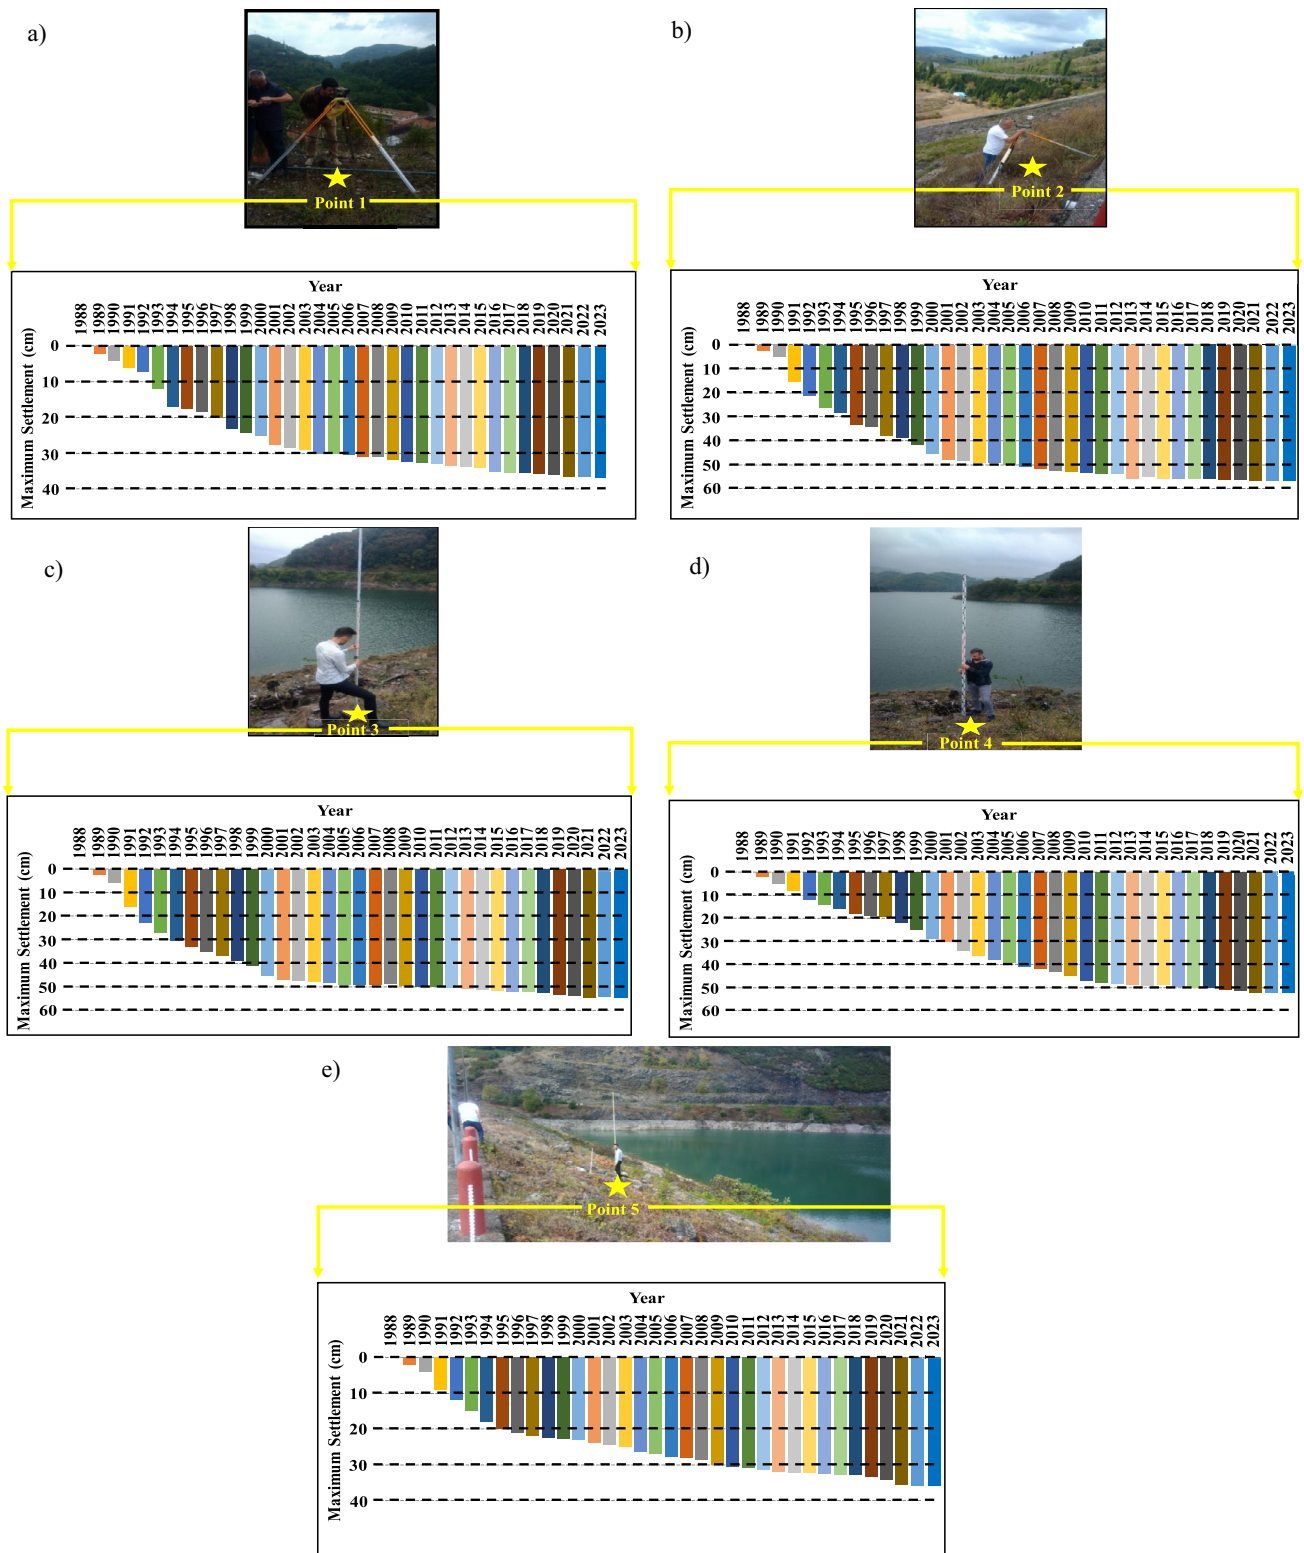 a)
Point 1
Year
1988 1989 1990 1991 1992 1993 1994 1995 1996 1997 1998 1999 2000 2001 2002 2003 2004 2005 2006 2007 2008 2009 2010 2011 2012 2013 2014 2015 2016 2017 2018 2019 2020 2021 2022 2023
Maximum Settlement (cm)
0
10
20
30
40
b)
Point 2
Year
1988 1989 1990 1991 1992 1993 1994 1995 1996 1997 1998 1999 2000 2001 2002 2003 2004 2005 2006 2007 2008 2009 2010 2011 2012 2013 2014 2015 2016 2017 2018 2019 2020 2021 2022 2023
Maximum Settlement (cm)
0
10
20
30
40
50
60
c)
Point 3
Year
1988 1989 1990 1991 1992 1993 1994 1995 1996 1997 1998 1999 2000 2001 2002 2003 2004 2005 2006 2007 2008 2009 2010 2011 2012 2013 2014 2015 2016 2017 2018 2019 2020 2021 2022 2023
Maximum Settlement (cm)
0
10
20
30
40
50
60
d)
Point 4
Year
1988 1989 1990 1991 1992 1993 1994 1995 1996 1997 1998 1999 2000 2001 2002 2003 2004 2005 2006 2007 2008 2009 2010 2011 2012 2013 2014 2015 2016 2017 2018 2019 2020 2021 2022 2023
Maximum Settlement (cm)
0
10
20
30
40
50
60
e)
Point 5
Year
1988 1989 1990 1991 1992 1993 1994 1995 1996 1997 1998 1999 2000 2001 2002 2003 2004 2005 2006 2007 2008 2009 2010 2011 2012 2013 2014 2015 2016 2017 2018 2019 2020 2021 2022 2023
Maximum Settlement (cm)
0
10
20
30
40